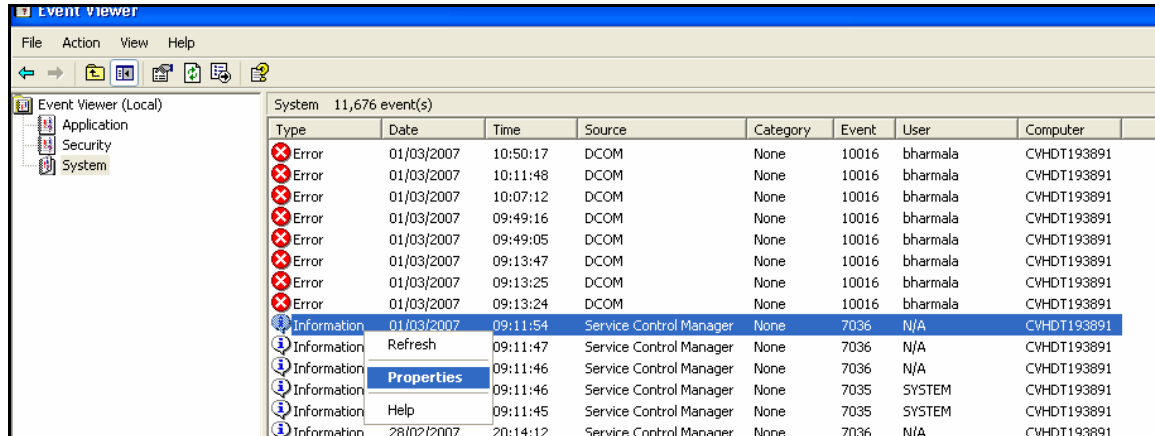 Event Viewer
File Action View Help
Event Viewer (Local)
Application
Security
System
System 11,676 event(s)
Type Date Time Source Category Event User Computer
Error 01/03/2007 10:50:17 DCOM None 10016 bharmala CVHDT193891
Error 01/03/2007 10:11:48 DCOM None 10016 bharmala CVHDT193891
Error 01/03/2007 10:07:12 DCOM None 10016 bharmala CVHDT193891
Error 01/03/2007 09:49:16 DCOM None 10016 bharmala CVHDT193891
Error 01/03/2007 09:49:05 DCOM None 10016 bharmala CVHDT193891
Error 01/03/2007 09:13:47 DCOM None 10016 bharmala CVHDT193891
Error 01/03/2007 09:13:25 DCOM None 10016 bharmala CVHDT193891
Error 01/03/2007 09:13:24 DCOM None 10016 bharmala CVHDT193891
Information 01/03/2007 09:11:54 Service Control Manager None 7036 N/A CVHDT193891
Information 09:11:47 Service Control Manager None 7036 N/A CVHDT193891
Information 09:11:46 Service Control Manager None 7036 N/A CVHDT193891
Information 09:11:46 Service Control Manager None 7035 SYSTEM CVHDT193891
Information 09:11:45 Service Control Manager None 7035 SYSTEM CVHDT193891
Information 28/02/2007 20:14:12 Service Control Manager None 7036 N/A CVHDT193891
Refresh
Properties
Help